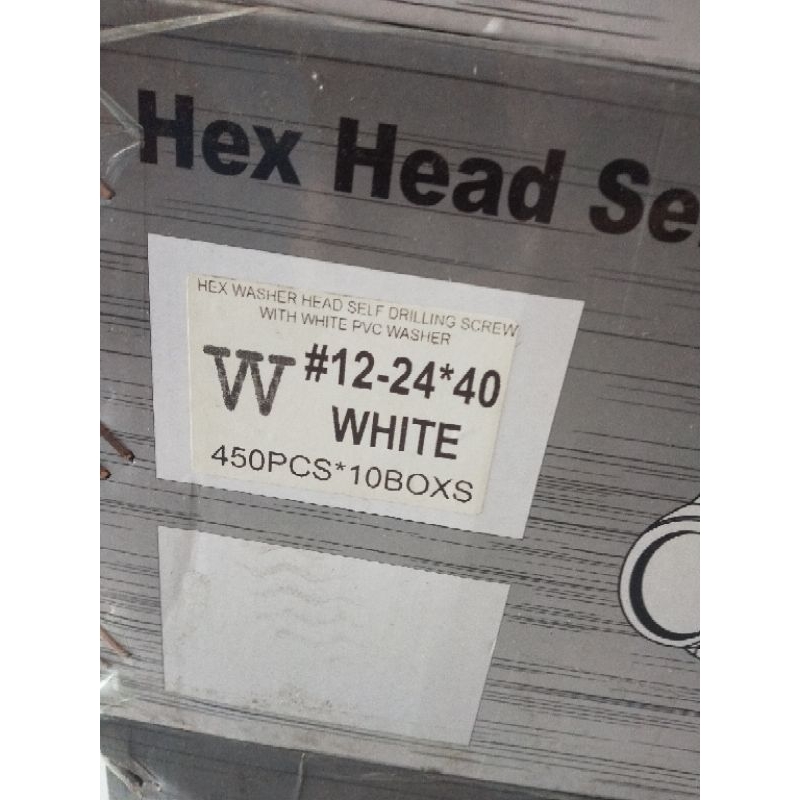 Hex Head Se
HEX WASHER HEAD SELF DRILLING SCREW
WITH WHITE PVC WASHER
W #12-24*40
WHITE
450PCS*10BOXS